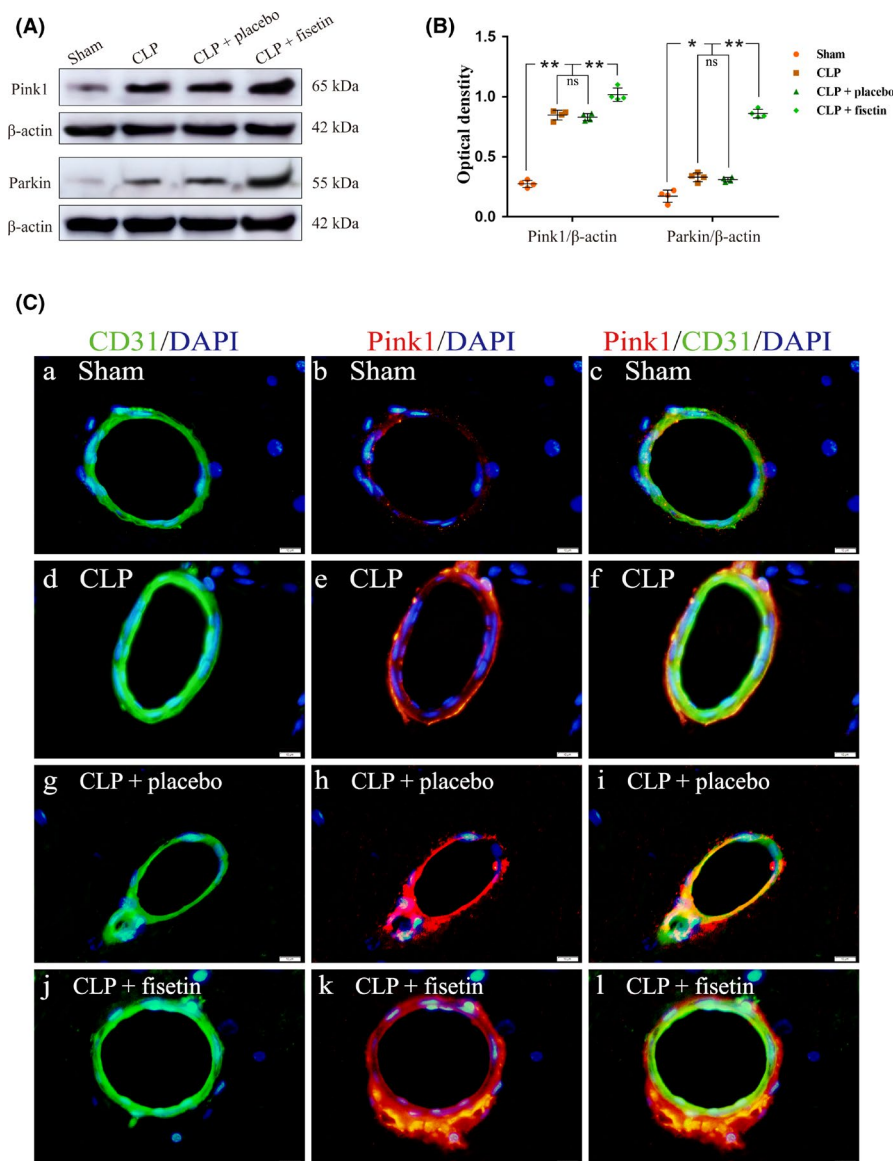 (A)
Sham
CLP
CLP + placebo
CLP + fisetin
Pink1
65 kDa
β-actin
42 kDa
Parkin
55 kDa
β-actin
42 kDa
(B)
Optical denstity
1.5
1.0
0.5
0.0
** **
ns
* **
ns
Pink1/β-actin
Parkin/β-actin
Sham
CLP
CLP + placebo
CLP + fisetin
(C)
CD31/DAPI
Pink1/DAPI
Pink1/CD31/DAPI
a Sham
b Sham
c Sham
d CLP
e CLP
f CLP
g CLP + placebo
h CLP + placebo
i CLP + placebo
j CLP + fisetin
k CLP + fisetin
l CLP + fisetin